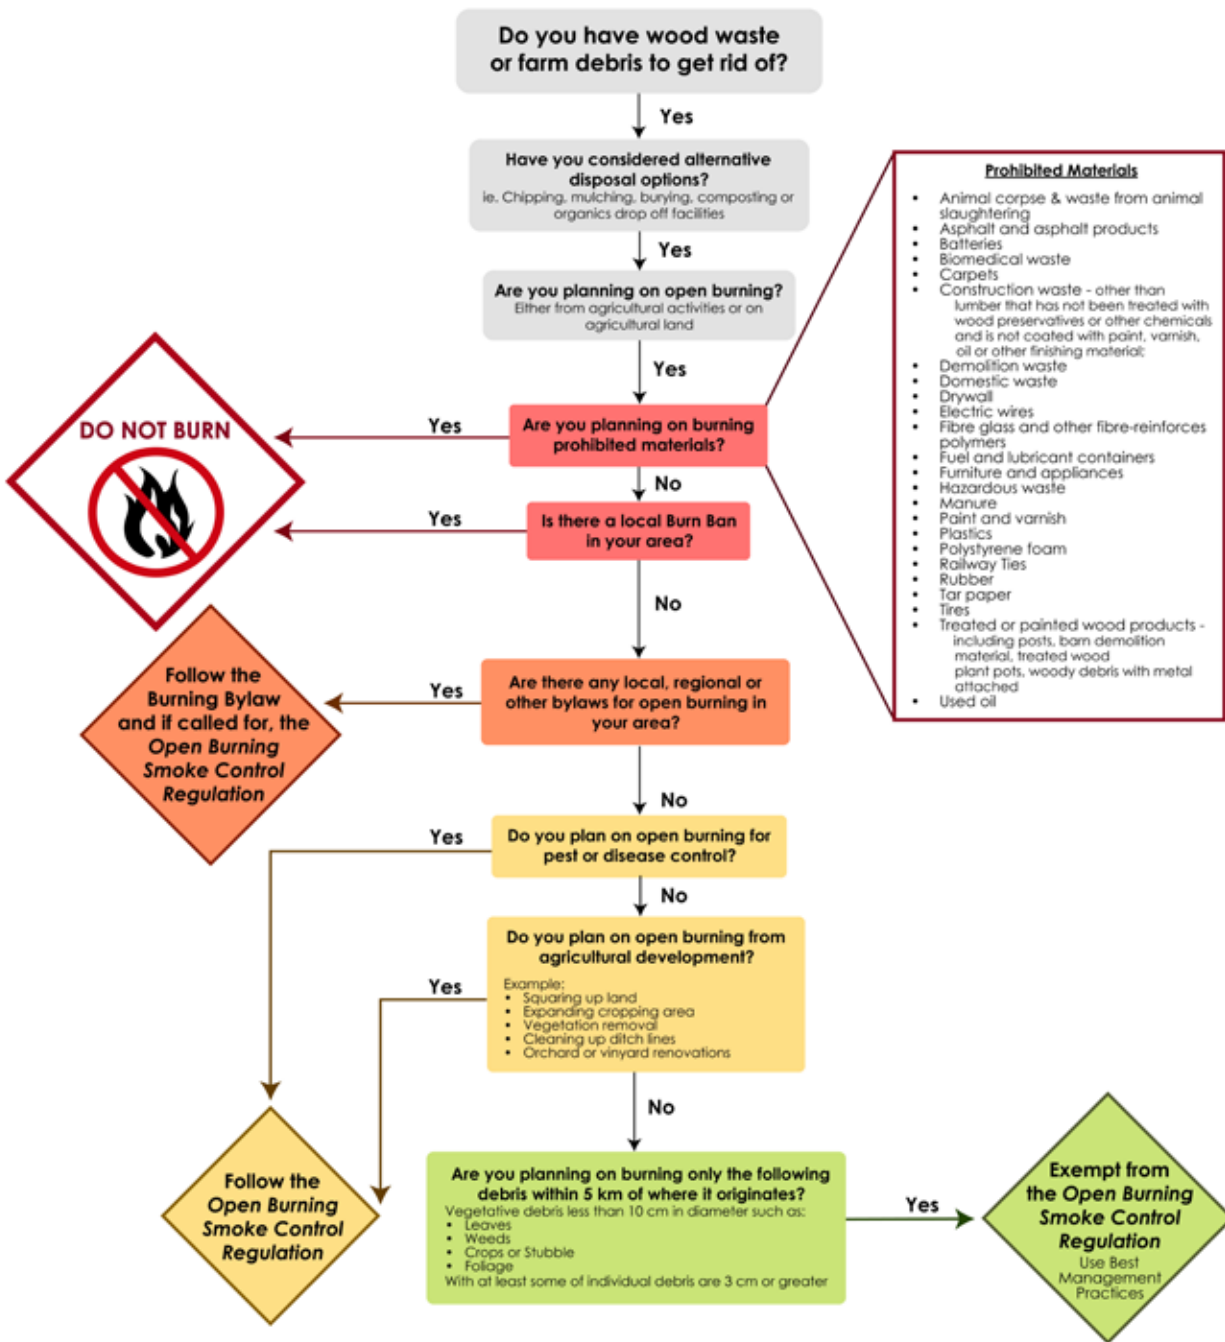 Do you have wood waste
or farm debris to get rid of?
Yes
Have you considered alternative
disposal options?
ie. Chipping, mulching, burying, composting or
organics drop off facilities
Yes
Are you planning on open burning?
Either from agricultural activities or on
agricultural land
Yes
Are you planning on burning
prohibited materials?
Yes
DO NOT BURN
No
Is there a local Burn Ban
in your area?
Yes
No
Are there any local, regional or
other bylaws for open burning in
your area?
Yes
Follow the
Burning Bylaw
and if called for, the
Open Burning
Smoke Control
Regulation
No
Do you plan on open burning for
pest or disease control?
Yes
No
Do you plan on open burning from
agricultural development?
Example:
• Squaring up land
• Expanding cropping area
• Vegetation removal
• Cleaning up ditch lines
• Orchard or vinyard renovations
Yes
Follow the
Open Burning
Smoke Control
Regulation
No
Are you planning on burning only the following
debris within 5 km of where it originates?
Vegetative debris less than 10 cm in diameter such as:
• Leaves
• Weeds
• Crops or Stubble
• Foliage
With at least some of individual debris are 3 cm or greater
Yes
Exempt from
the Open Burning
Smoke Control
Regulation
Use Best
Management
Practices
Prohibited Materials
• Animal corpse & waste from animal
slaughtering
• Asphalt and asphalt products
• Batteries
• Biomedical waste
• Carpets
• Construction waste - other than
lumber that has not been treated with
wood preservatives or other chemicals
and is not coated with paint, varnish,
oil or other finishing material;
• Demolition waste
• Domestic waste
• Drywall
• Electric wires
• Fibre glass and other fibre-reinforces
polymers
• Fuel and lubricant containers
• Furniture and appliances
• Hazardous waste
• Manure
• Paint and varnish
• Plastics
• Polystyrene foam
• Railway Ties
• Rubber
• Tar paper
• Tires
• Treated or painted wood products -
including posts, barn demolition
material, treated wood
plant pots, woody debris with metal
attached
• Used oil